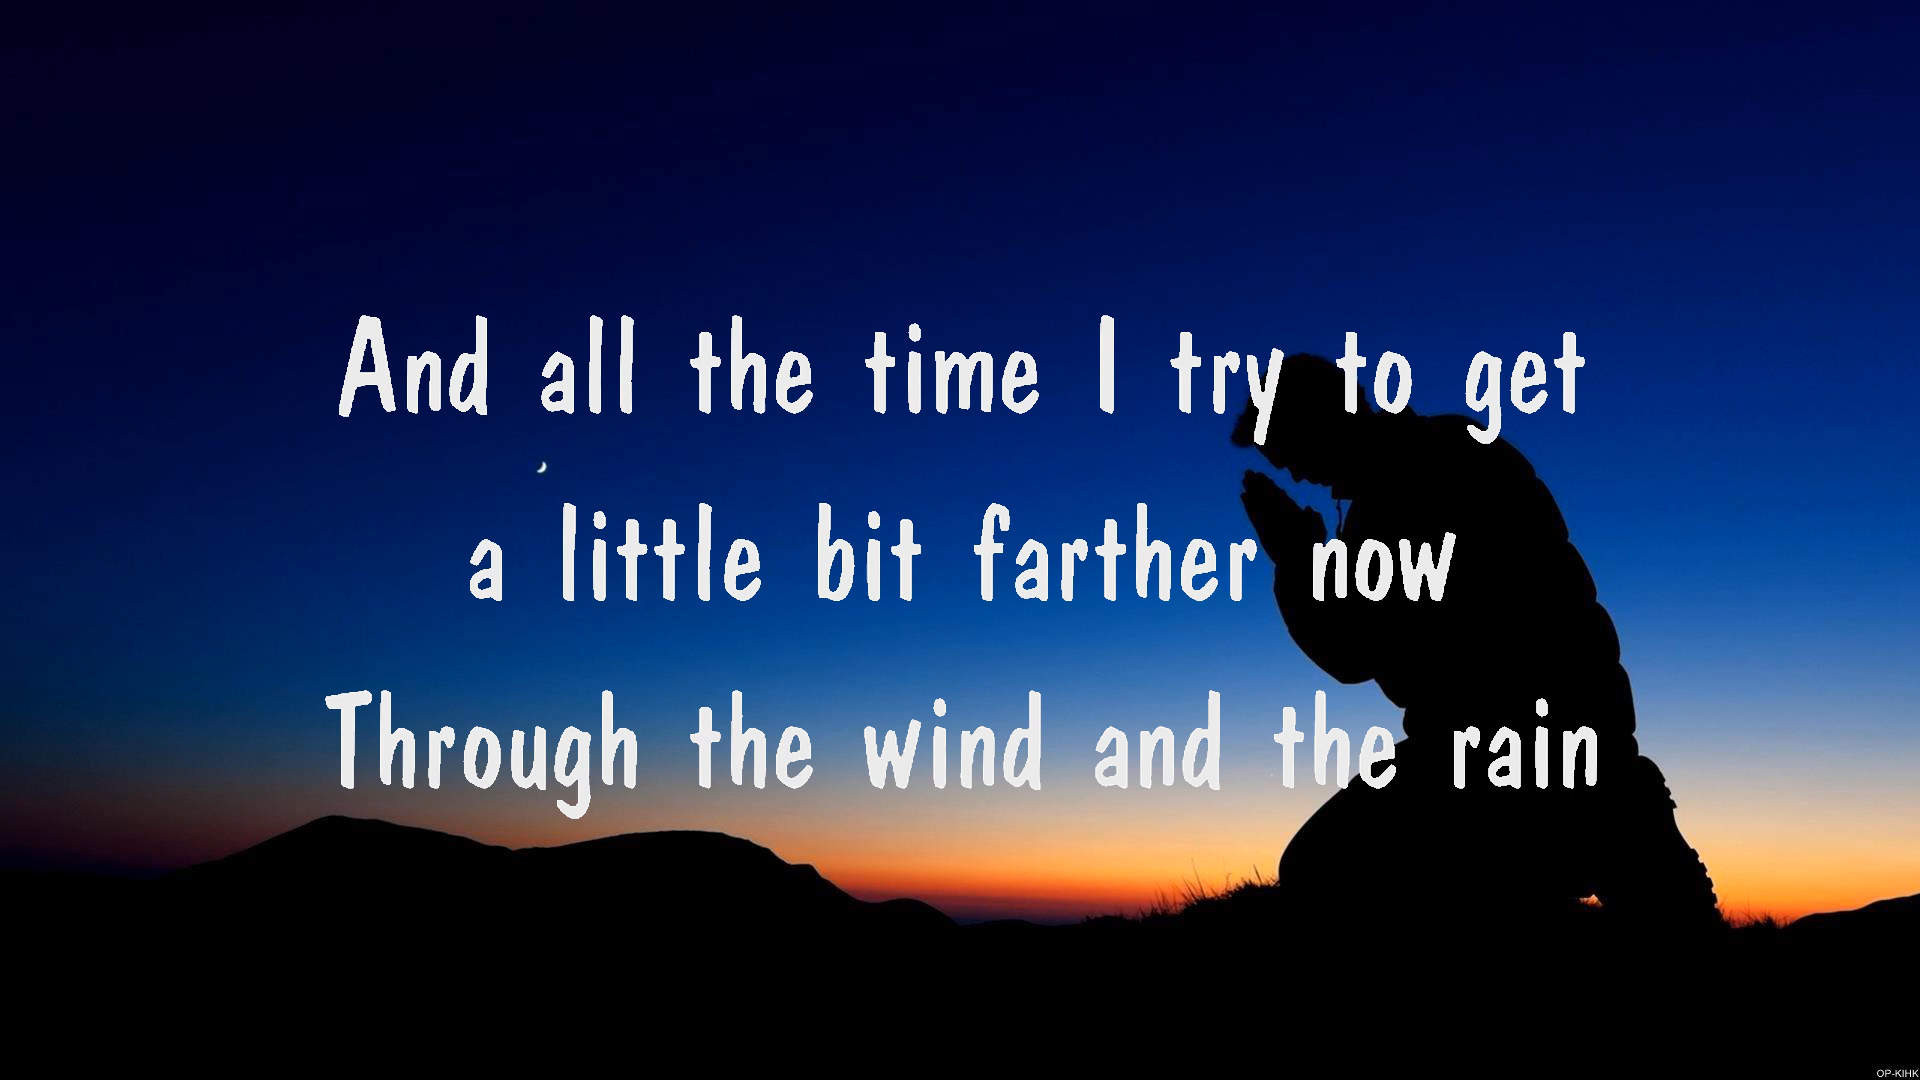 And all the time I try to get
a little bit farther now
Through the wind and the rain
OP-KIHK